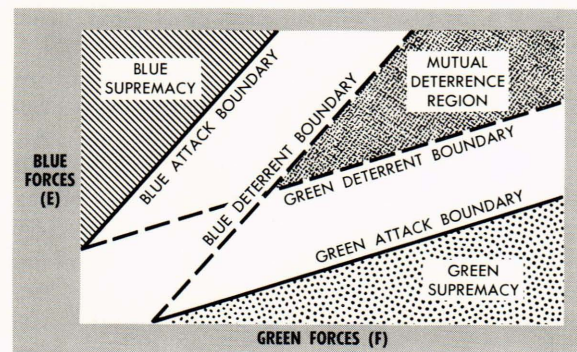 BLUE
SUPREMACY
BLUE ATTACK BOUNDARY
BLUE DETERRENT BOUNDARY
MUTUAL
DETERRENCE
REGION
BLUE
FORCES
(E)
GREEN DETERRENT BOUNDARY
GREEN ATTACK BOUNDARY
GREEN
SUPREMACY
GREEN FORCES (F)